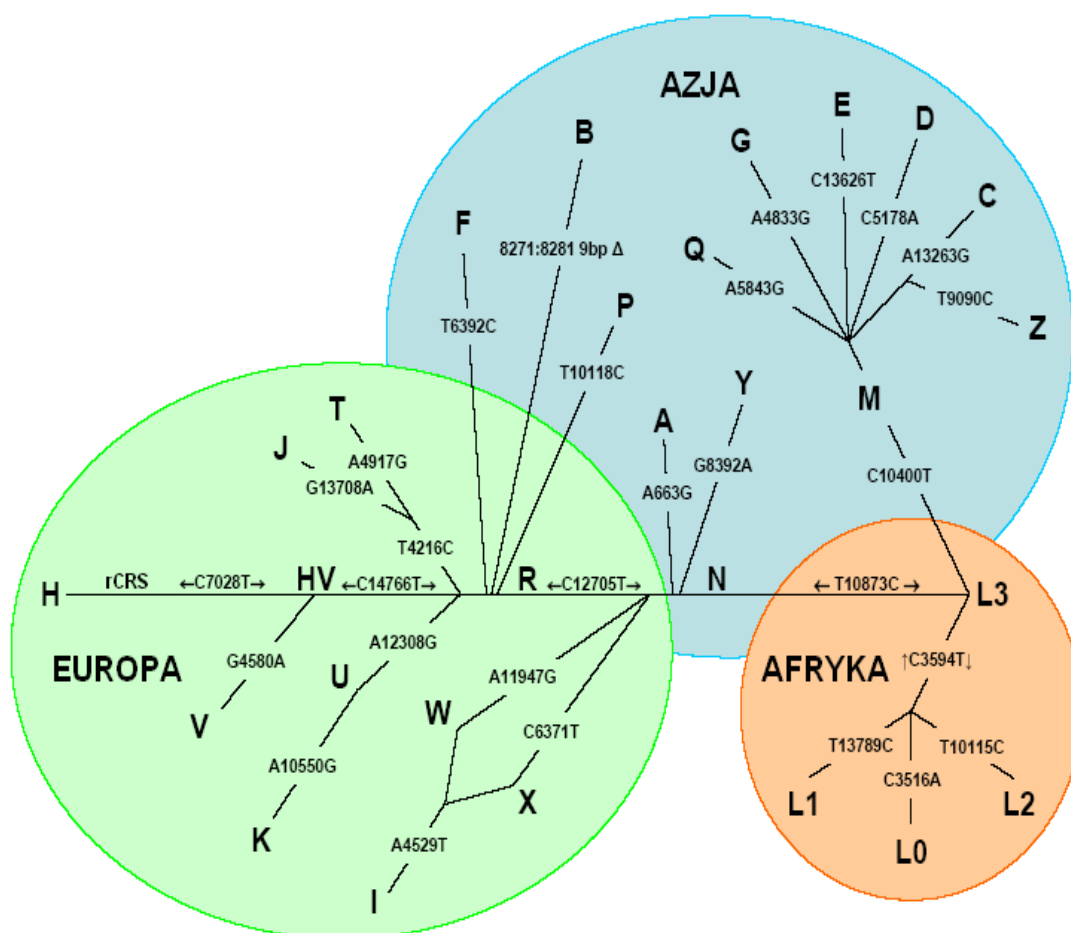 AZJA
E
D
B
G
C13626T
C
A4833G
C5178A
F
Q
A13263G
8271:8281 9bp Δ
A5843G
T9090C
P
Z
T6392C
T10118C
Y
M
T
A
J
A4917G
G8392A
C10400T
G13708A
A663G
T4216C
H rCRS ←C7028T→ HV ←C14766T→ R ←C12705T→ N ← T10873C → L3
A12308G
G4580A
EUROPA
U
A11947G
AFRYKA
↑C3594T↓
V
W
C6371T
T13789C
T10115C
A10550G
C3516A
X
L1
L2
K
A4529T
L0
I